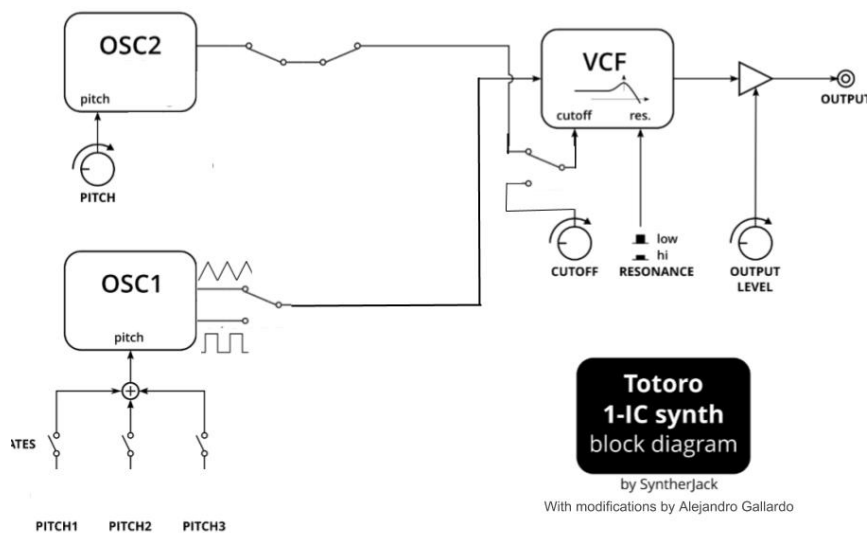 OSC2
pitch
PITCH
VCF
cutoff
res.
OUTPUT
low
hi
CUTOFF
RESONANCE
OUTPUT
LEVEL
OSC1
pitch
ATES
PITCH1
PITCH2
PITCH3
Totoro
1-IC synth
block diagram
by SyntherJack
With modifications by Alejandro Gallardo